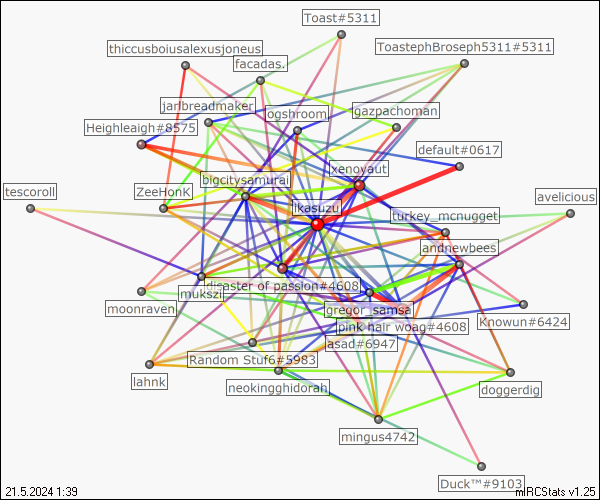 Toast#5311
thiccusboiusalexusjoneus
ToastephBroseph5311#5311
facadas.
jarlbreadmaker
ogshroom
gazpachoman
Heighleaigh#8575
default#0617
xenoyaut
bigcitysamurai
tescoroll
ZeeHonK
ikasuzu
turkey_mcnugget
avelicious
andnewbees
disaster of passion#4608
mukszil
moonraven
gregor_samsa
pink hair woag#4608
Knowun#6424
asad#6947
Random Stuf6#5983
lahnk
neokingghidorah
doggerdig
mingus4742
Duck™#9103
21.5.2024 1:39
mIRCStats v1.25